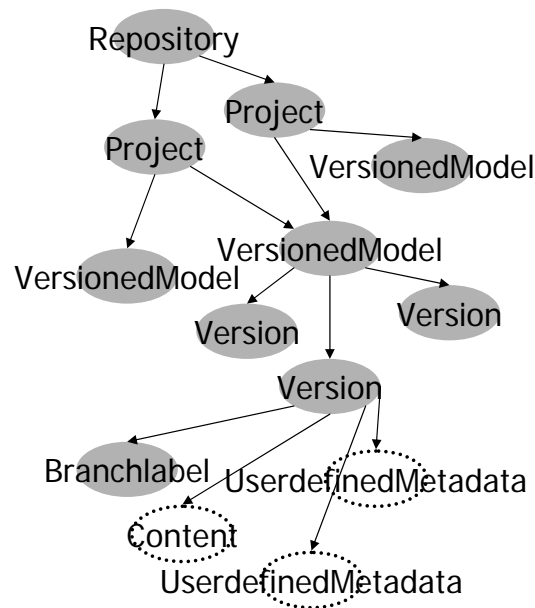 Repository
Project
Project
VersionedModel
VersionedModel
VersionedModel
Version
Version
Version
Branchlabel
UserdefinedMetadata
Content
UserdefinedMetadata